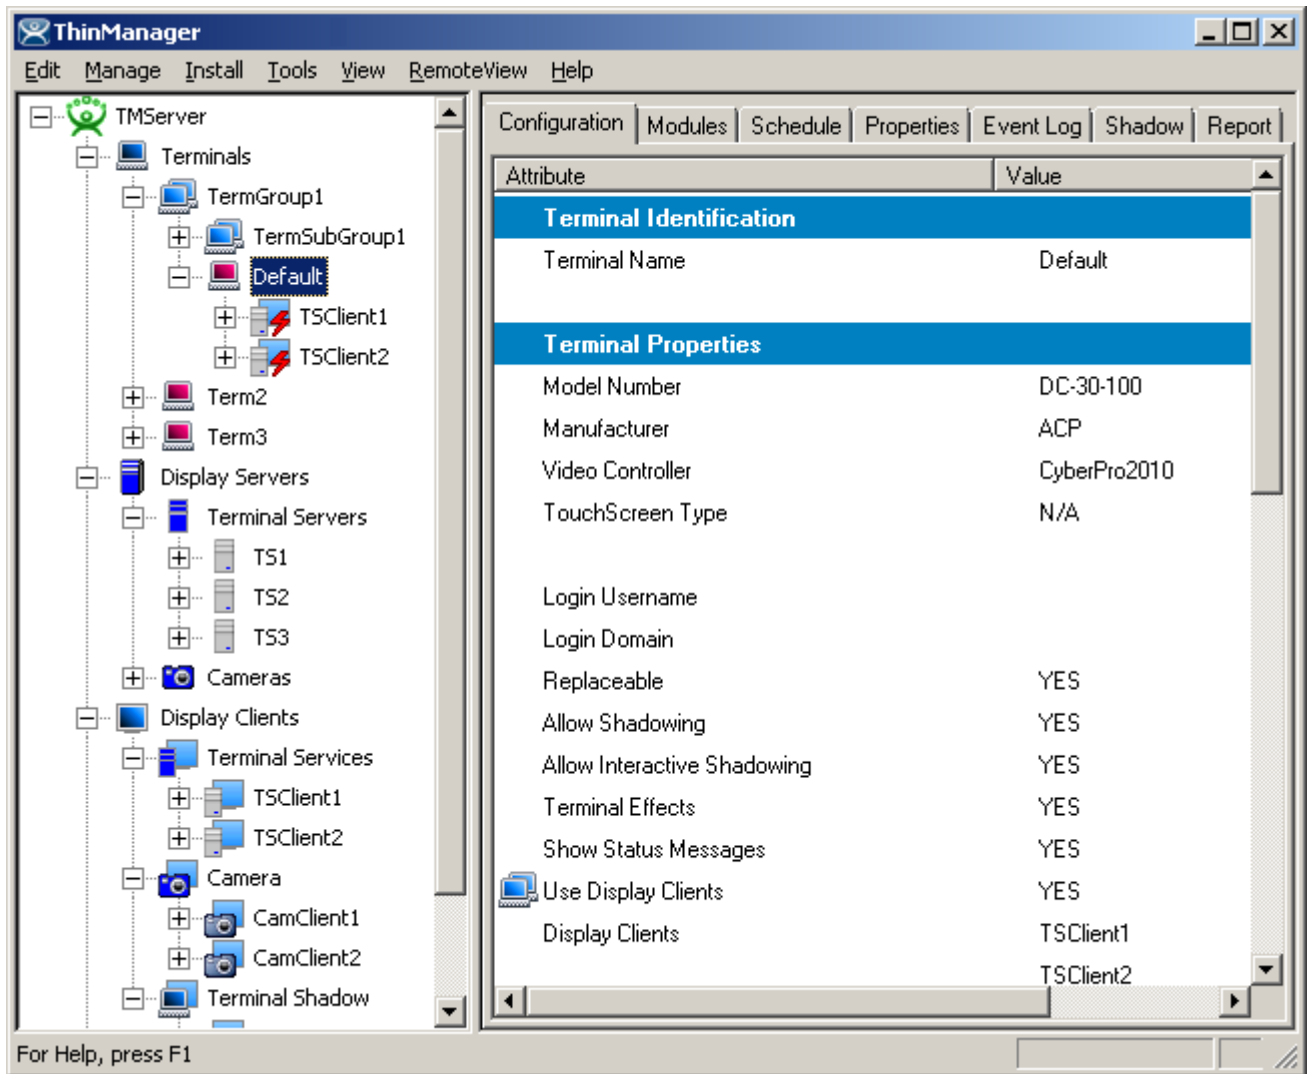 ThinManager
Edit Manage Install Tools View RemoteView Help
TMServer
Terminals
TermGroup1
TermSubGroup1
Default
TSClient1
TSClient2
Term2
Term3
Display Servers
Terminal Servers
TS1
TS2
TS3
Cameras
Display Clients
Terminal Services
TSClient1
TSClient2
Camera
CamClient1
CamClient2
Terminal Shadow
Configuration Modules Schedule Properties Event Log Shadow Report
Attribute Value
Terminal Identification
Terminal Name Default
Terminal Properties
Model Number DC-30-100
Manufacturer ACP
Video Controller CyberPro2010
TouchScreen Type N/A
Login Username
Login Domain
Replaceable YES
Allow Shadowing YES
Allow Interactive Shadowing YES
Terminal Effects YES
Show Status Messages YES
Use Display Clients YES
Display Clients TSClient1
TSClient2
For Help, press F1